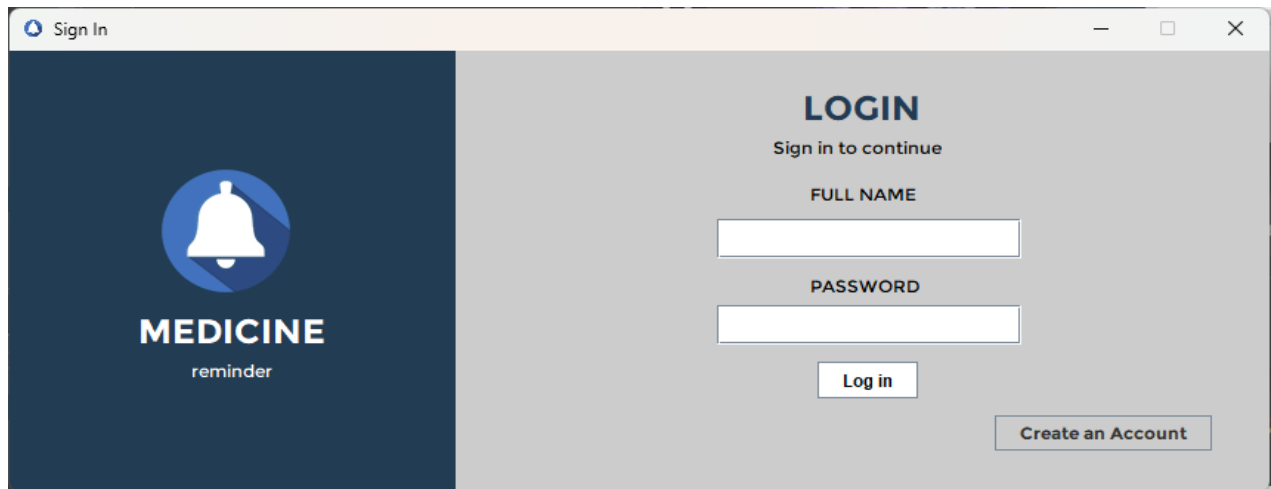 Sign In
MEDICINE
reminder
LOGIN
Sign in to continue
FULL NAME
PASSWORD
Log in
Create an Account